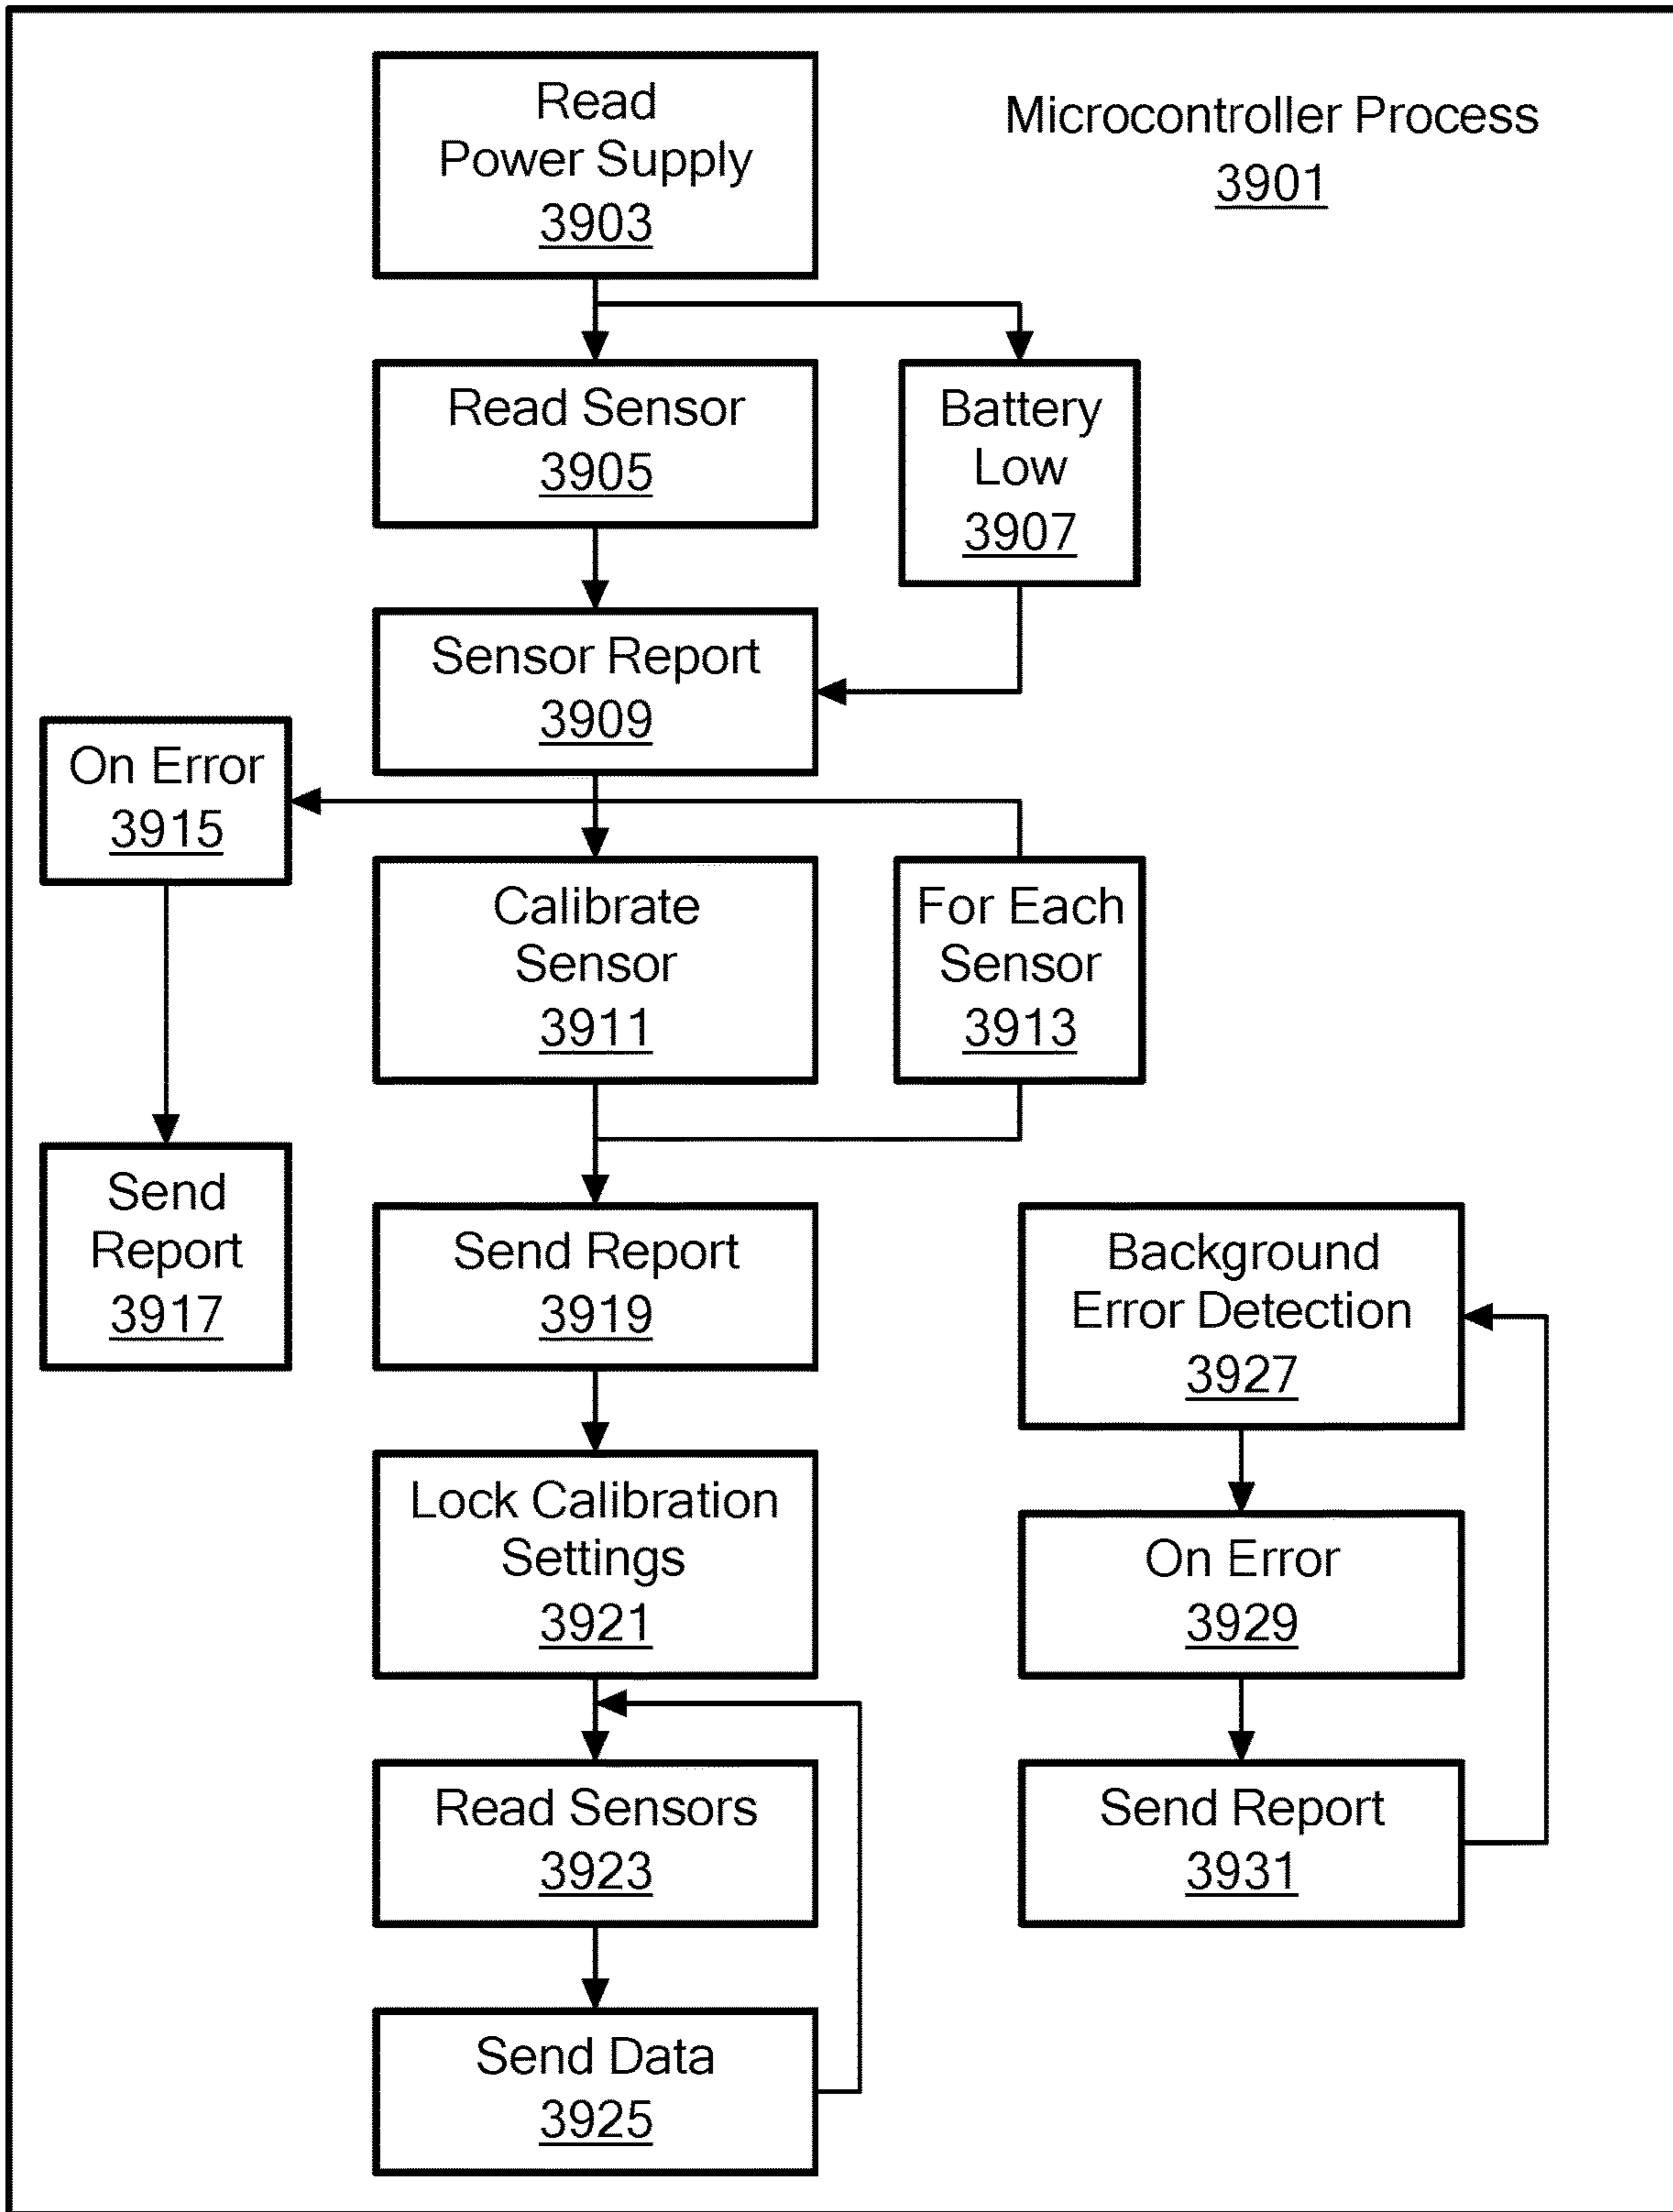 Read
Power Supply
3903
Microcontroller Process
3901
Read Sensor
3905
Battery
Low
3907
Sensor Report
3909
On Error
3915
Calibrate
Sensor
3911
For Each
Sensor
3913
Send
Report
3917
Send Report
3919
Background
Error Detection
3927
Lock Calibration
Settings
3921
On Error
3929
Read Sensors
3923
Send Report
3931
Send Data
3925